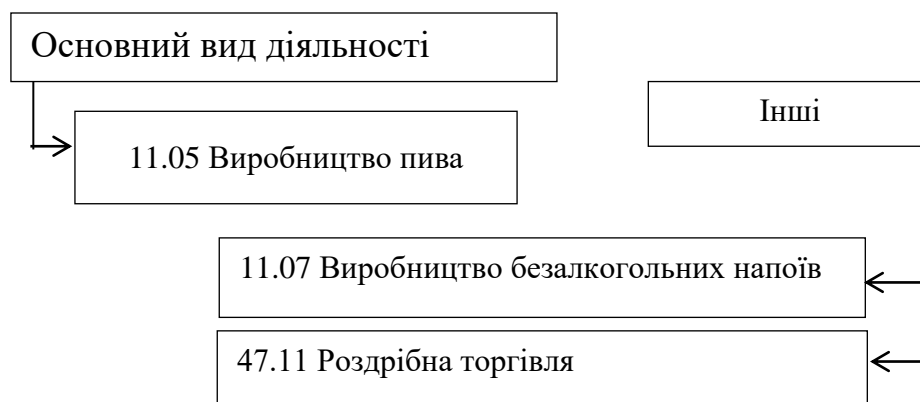 Основний вид діяльності
Інші
11.05 Виробництво пива
11.07 Виробництво безалкогольних напоїв
47.11 Роздрібна торгівля